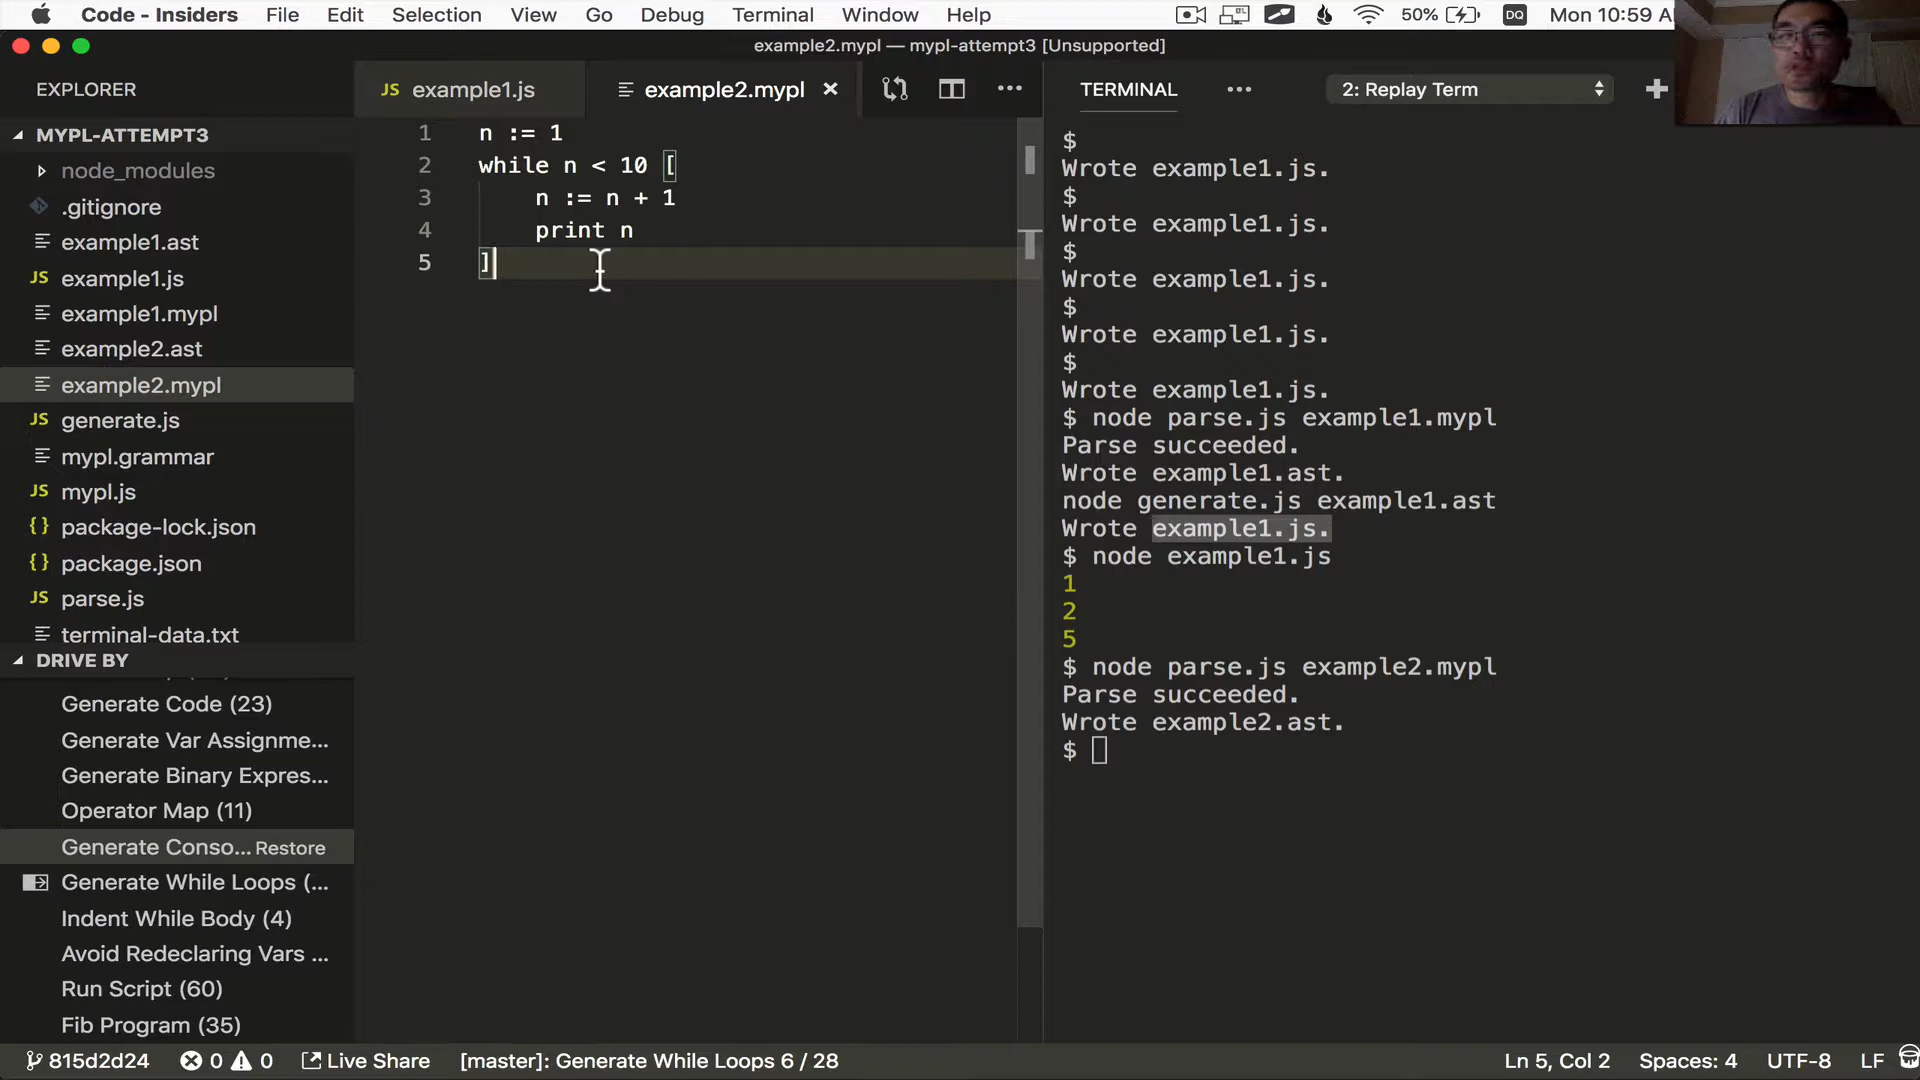 Code - Insiders File Edit Selection View Go Debug Terminal Window Help 50% DQ Mon 10:59 A
example2.mypl — mypl-attempt3 [Unsupported]
EXPLORER
MYPL-ATTEMPT3
node_modules
.gitignore
example1.ast
JS example1.js
example1.mypl
example2.ast
example2.mypl
JS generate.js
mypl.grammar
JS mypl.js
{} package-lock.json
{} package.json
JS parse.js
terminal-data.txt
DRIVE BY
Generate Code (23)
Generate Var Assignme...
Generate Binary Expres...
Operator Map (11)
Generate Conso... Restore
Generate While Loops (...
Indent While Body (4)
Avoid Redeclaring Vars ...
Run Script (60)
Fib Program (35)
JS example1.js
example2.mypl
1 n := 1
2 while n < 10 [
3 n := n + 1
4 print n
5 ]
TERMINAL ... 2: Replay Term
$
Wrote example1.js.
$
Wrote example1.js.
$
Wrote example1.js.
$
Wrote example1.js.
$
Wrote example1.js.
$ node parse.js example1.mypl
Parse succeeded.
Wrote example1.ast.
node generate.js example1.ast
Wrote example1.js.
$ node example1.js
1
2
5
$ node parse.js example2.mypl
Parse succeeded.
Wrote example2.ast.
$
815d2d24 0 0 Live Share [master]: Generate While Loops 6 / 28 Ln 5, Col 2 Spaces: 4 UTF-8 LF